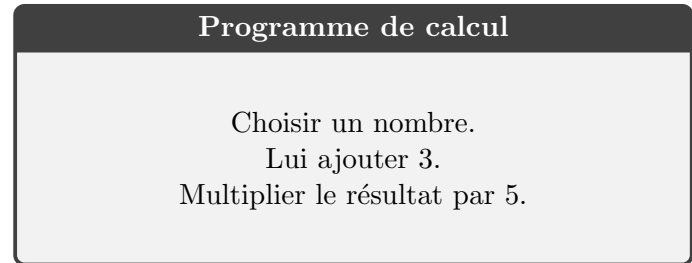 Programme de calcul
Choisir un nombre.
Lui ajouter 3.
Multiplier le résultat par 5.